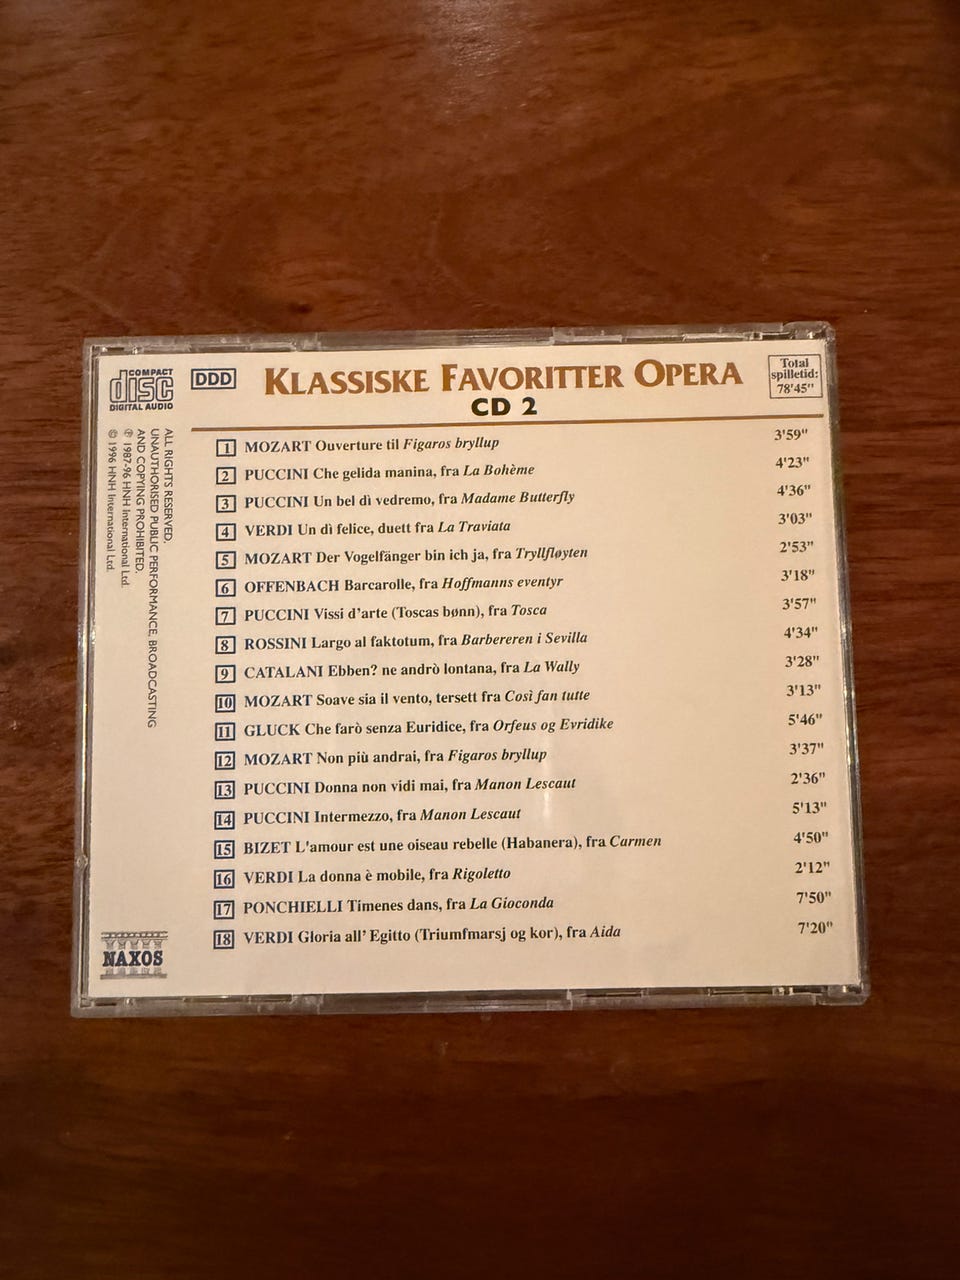 COMPACT
disc
DIGITAL AUDIO
DDD
KLASSISKE FAVORITTER OPERA
CD 2
Total
spilletid:
78'45"
1 MOZART Ouverture til Figaros bryllup 3'59"
2 PUCCINI Che gelida manina, fra La Bohème 4'23"
3 PUCCINI Un bel dì vedremo, fra Madame Butterfly 4'36"
4 VERDI Un dì felice, duett fra La Traviata 3'03"
5 MOZART Der Vogelfänger bin ich ja, fra Tryllfløyten 2'53"
6 OFFENBACH Barcarolle, fra Hoffmanns eventyr 3'18"
7 PUCCINI Vissi d'arte (Toscas bønn), fra Tosca 3'57"
8 ROSSINI Largo al faktotum, fra Barbereren i Sevilla 4'34"
9 CATALANI Ebben? ne andrò lontana, fra La Wally 3'28"
10 MOZART Soave sia il vento, tersett fra Così fan tutte 3'13"
11 GLUCK Che farò senza Euridice, fra Orfeus og Evridike 5'46"
12 MOZART Non più andrai, fra Figaros bryllup 3'37"
13 PUCCINI Donna non vidi mai, fra Manon Lescaut 2'36"
14 PUCCINI Intermezzo, fra Manon Lescaut 5'13"
15 BIZET L'amour est une oiseau rebelle (Habanera), fra Carmen 4'50"
16 VERDI La donna è mobile, fra Rigoletto 2'12"
17 PONCHIELLI Timenes dans, fra La Gioconda 7'50"
18 VERDI Gloria all' Egitto (Triumfmarsj og kor), fra Aida 7'20"
ALL RIGHTS RESERVED.
UNAUTHORISED PUBLIC PERFORMANCE. BROADCASTING
AND COPYING PROHIBITED.
℗ 1987-96 HNH International Ltd.
© 1996 HNH International Ltd.
NAXOS